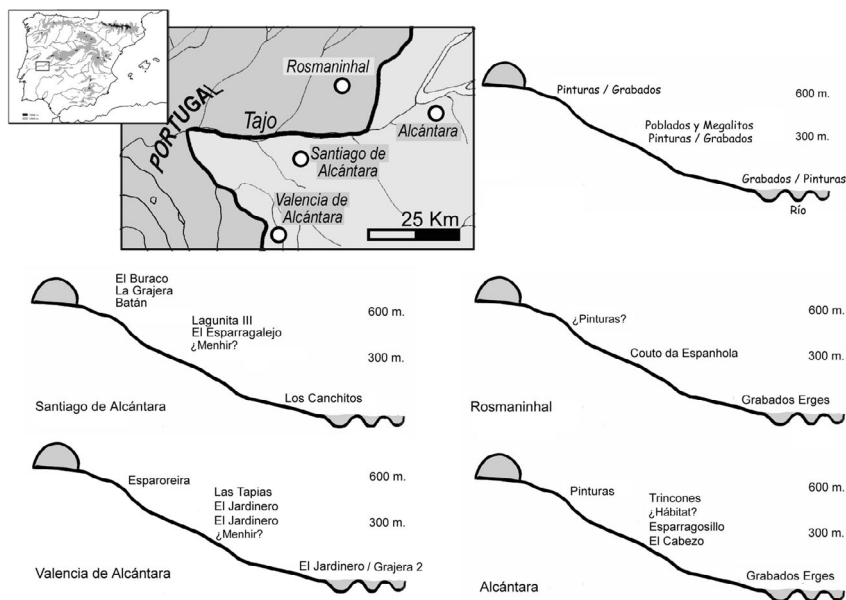 PORTUGAL
Rosmaninhal
Tajo
Alcántara
Santiago de
Alcántara
Valencia de
Alcántara
25 Km
Pinturas / Grabados
600 m.
Poblados y Megalitos
Pinturas / Grabados
300 m.
Grabados / Pinturas
Río
El Buraco
La Grajera
Batán
600 m.
Lagunita III
El Esparragalejo
¿Menhir?
300 m.
Los Canchitos
Santiago de Alcántara
600 m.
¿Pinturas?
Couto da Espanhola
300 m.
Grabados Erges
Rosmaninhal
Esparoreira
600 m.
Las Tapias
El Jardinero
El Jardinero
¿Menhir?
300 m.
El Jardinero / Grajera 2
Valencia de Alcántara
Pinturas
600 m.
Trincones
¿Hábitat?
Esparragosillo
El Cabezo
300 m.
Grabados Erges
Alcántara